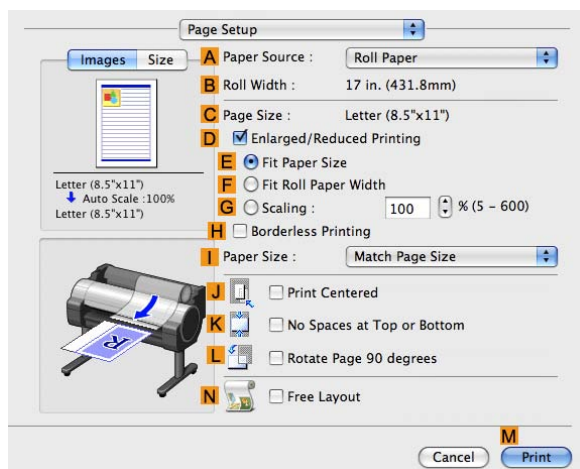 Page Setup
Images Size
A Paper Source : Roll Paper
B Roll Width : 17 in. (431.8mm)
C Page Size : Letter (8.5"x11")
D Enlarged/Reduced Printing
E Fit Paper Size
F Fit Roll Paper Width
G Scaling : 100 % (5 - 600)
H Borderless Printing
I Paper Size : Match Page Size
Letter (8.5"x11")
Auto Scale :100%
Letter (8.5"x11")
J Print Centered
K No Spaces at Top or Bottom
L Rotate Page 90 degrees
N Free Layout
R
M
Cancel Print